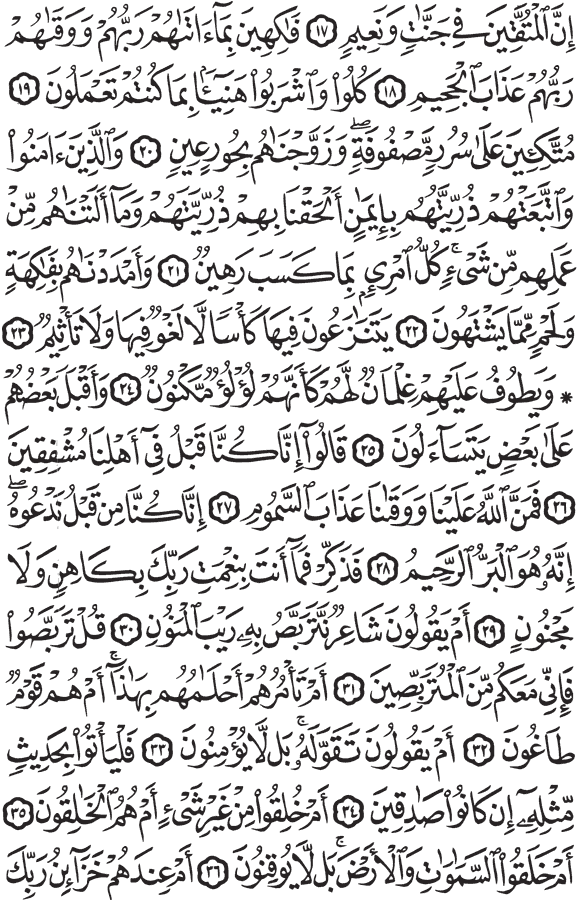 إِنَّ ٱلْمُتَّقِينَ فِى جَنَّٰتٍ وَنَعِيمٍ ١٧ فَٰكِهِينَ بِمَآ ءَاتَىٰهُمْ رَبُّهُمْ وَوَقَىٰهُمْ
رَبُّهُمْ عَذَابَ ٱلْجَحِيمِ ١٨ كُلُوا۟ وَٱشْرَبُوا۟ هَنِيٓـًٔۢا بِمَا كُنتُمْ تَعْمَلُونَ ١٩
مُتَّكِـِٔينَ عَلَىٰ سُرُرٍ مَّصْفُوفَةٍ ۖ وَزَوَّجْنَٰهُم بِحُورٍ عِينٍ ٢٠ وَٱلَّذِينَ ءَامَنُوا۟
وَٱتَّبَعَتْهُمْ ذُرِّيَّتُهُم بِإِيمَٰنٍ أَلْحَقْنَا بِهِمْ ذُرِّيَّتَهُمْ وَمَآ أَلَتْنَٰهُم مِّنْ
عَمَلِهِم مِّن شَىْءٍ ۚ كُلُّ ٱمْرِئٍۭ بِمَا كَسَبَ رَهِينٌ ٢١ وَأَمْدَدْنَٰهُم بِفَٰكِهَةٍ
وَلَحْمٍ مِّمَّا يَشْتَهُونَ ٢٢ يَتَنَٰزَعُونَ فِيهَا كَأْسًا لَّا لَغْوٌ فِيهَا وَلَا تَأْثِيمٌ ٢٣
* وَيَطُوفُ عَلَيْهِمْ غِلْمَانٌ لَّهُمْ كَأَنَّهُمْ لُؤْلُؤٌ مَّكْنُونٌ ٢٤ وَأَقْبَلَ بَعْضُهُمْ
عَلَىٰ بَعْضٍ يَتَسَآءَلُونَ ٢٥ قَالُوٓا۟ إِنَّا كُنَّا قَبْلُ فِىٓ أَهْلِنَا مُشْفِقِينَ
٢٦ فَمَنَّ ٱللَّهُ عَلَيْنَا وَوَقَىٰنَا عَذَابَ ٱلسَّمُومِ ٢٧ إِنَّا كُنَّا مِن قَبْلُ نَدْعُوهُ ۖ
إِنَّهُۥ هُوَ ٱلْبَرُّ ٱلرَّحِيمُ ٢٨ فَذَكِّرْ فَمَآ أَنتَ بِنِعْمَتِ رَبِّكَ بِكَاهِنٍ وَلَا
مَجْنُونٍ ٢٩ أَمْ يَقُولُونَ شَاعِرٌ نَّتَرَبَّصُ بِهِۦ رَيْبَ ٱلْمَنُونِ ٣٠ قُلْ تَرَبَّصُوا۟
فَإِنِّى مَعَكُم مِّنَ ٱلْمُتَرَبِّصِينَ ٣١ أَمْ تَأْمُرُهُمْ أَحْلَٰمُهُم بِهَٰذَآ ۚ أَمْ هُمْ قَوْمٌ
طَاغُونَ ٣٢ أَمْ يَقُولُونَ تَقَوَّلَهُۥ ۚ بَل لَّا يُؤْمِنُونَ ٣٣ فَلْيَأْتُوا۟ بِحَدِيثٍ
مِّثْلِهِۦٓ إِن كَانُوا۟ صَٰدِقِينَ ٣٤ أَمْ خُلِقُوا۟ مِنْ غَيْرِ شَىْءٍ أَمْ هُمُ ٱلْخَٰلِقُونَ ٣٥
أَمْ خَلَقُوا۟ ٱلسَّمَٰوَٰتِ وَٱلْأَرْضَ ۚ بَل لَّا يُوقِنُونَ ٣٦ أَمْ عِندَهُمْ خَزَآئِنُ رَبِّكَ